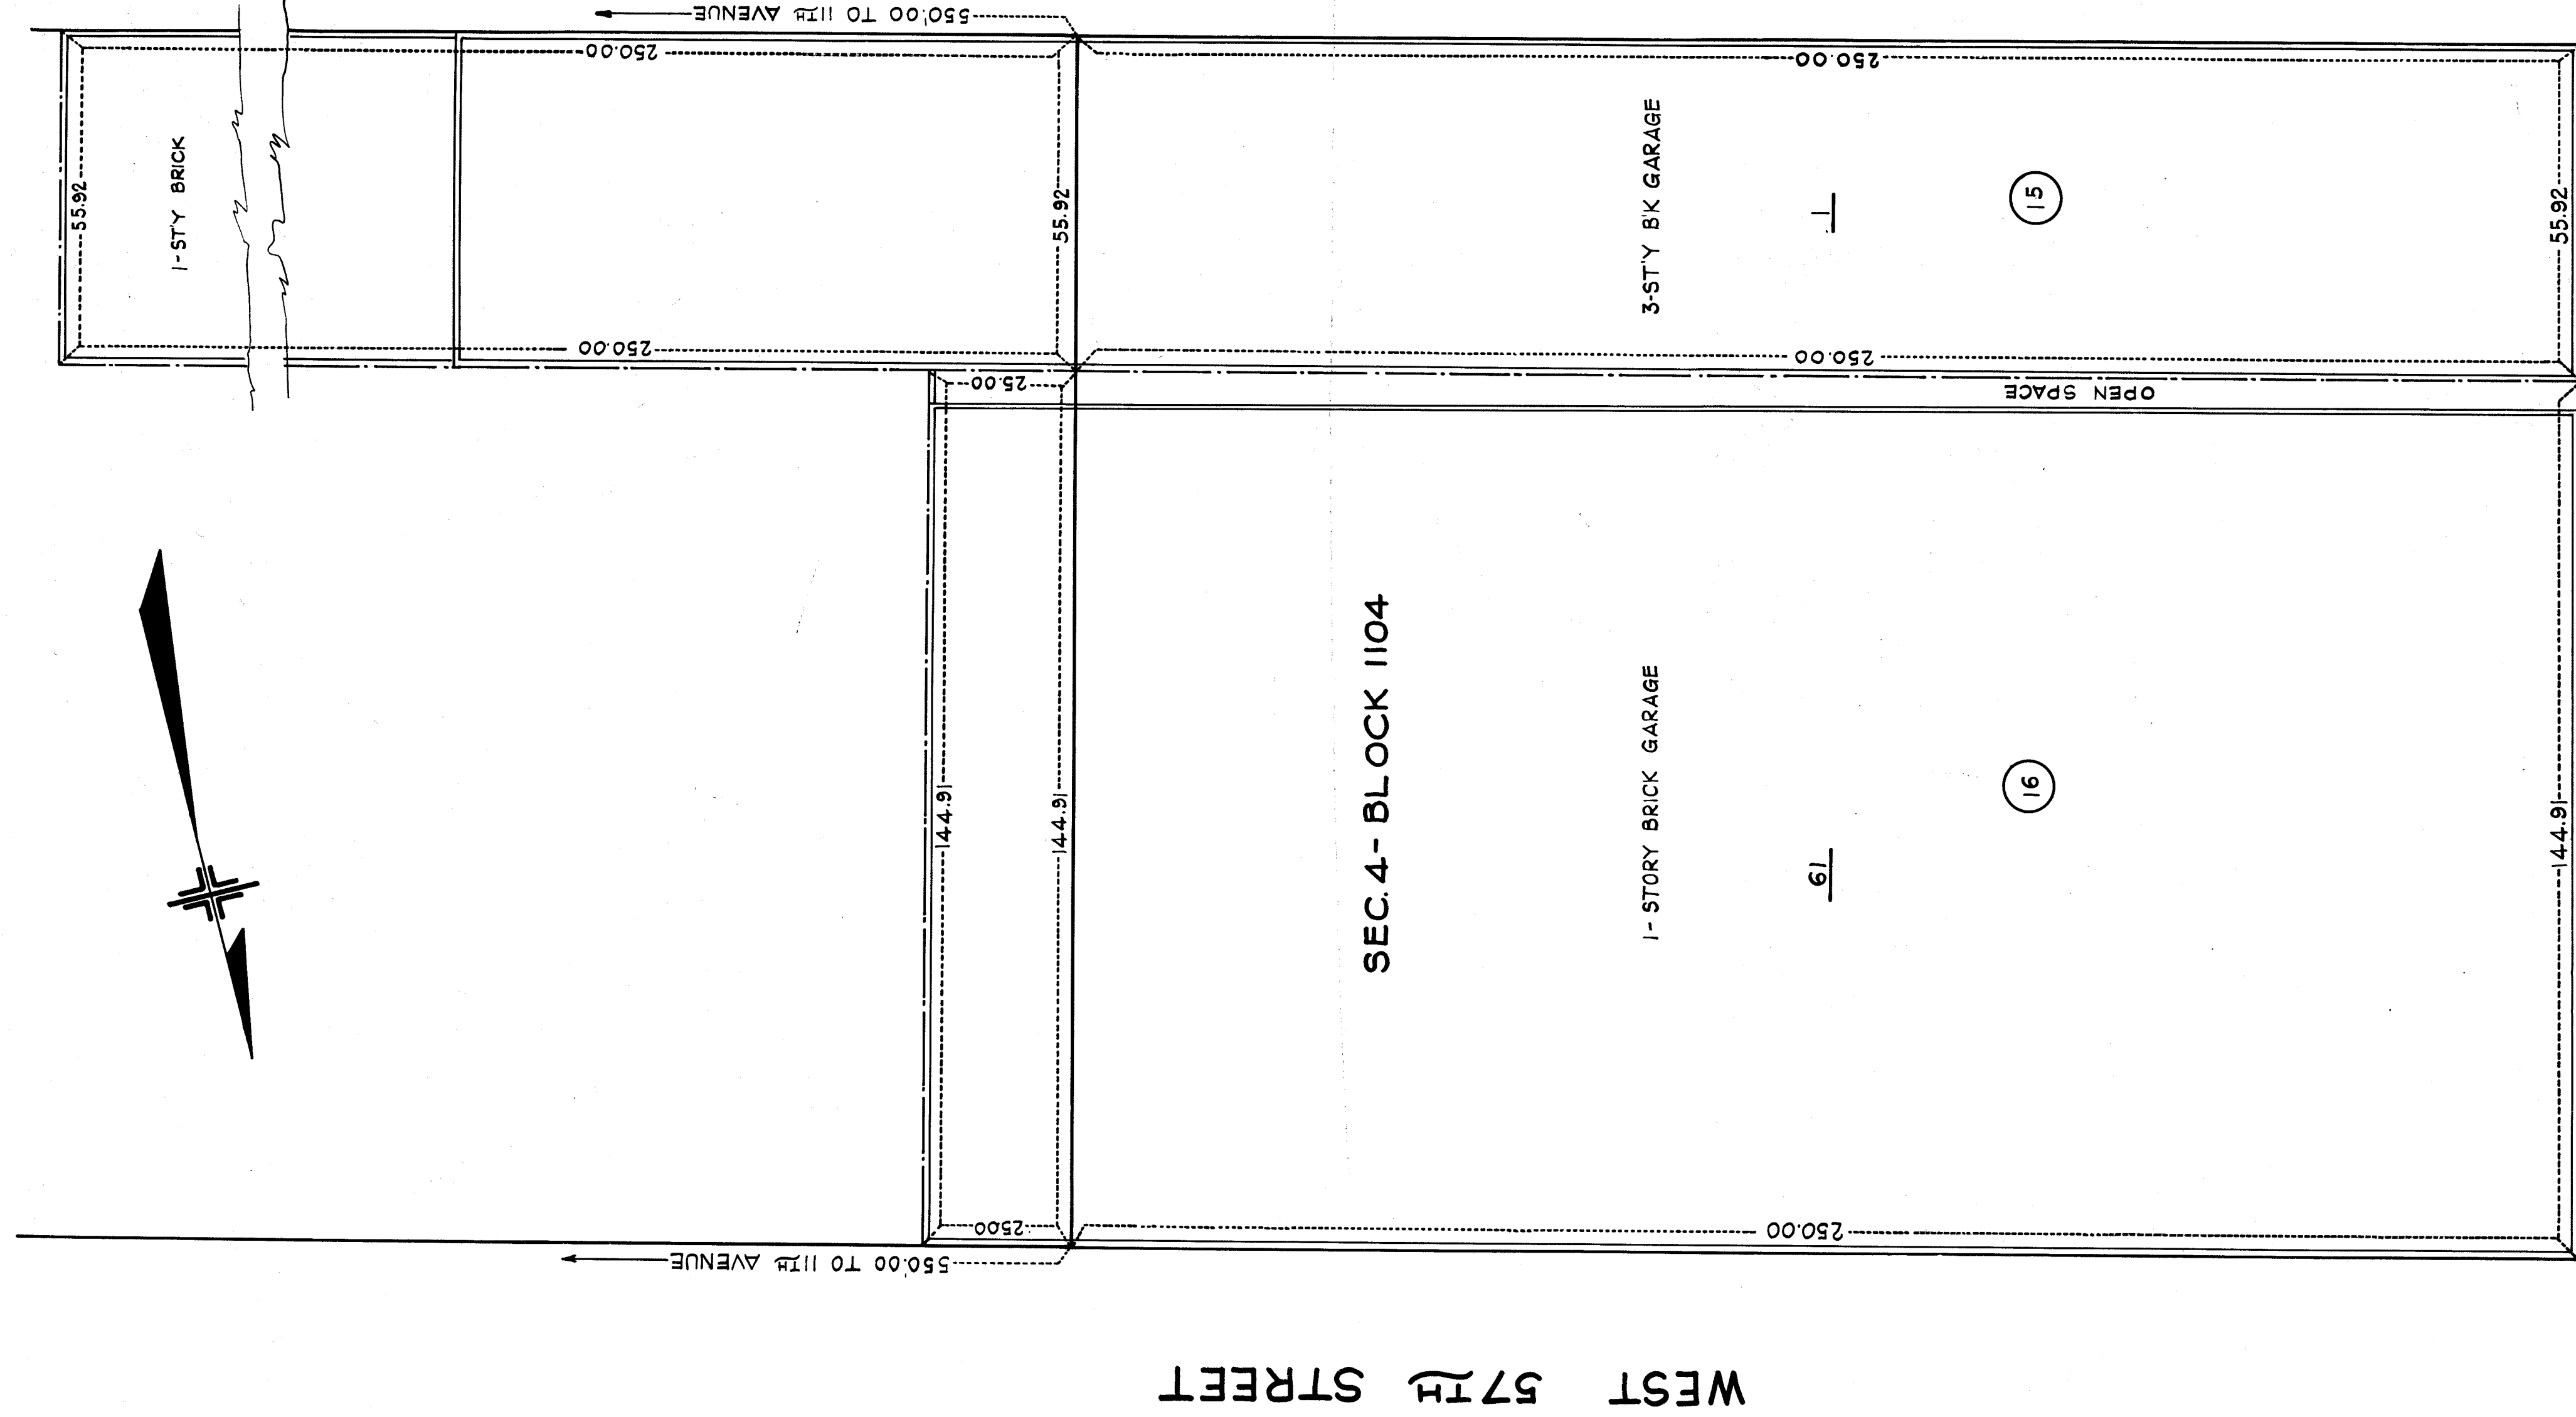 550.00 TO 11TH AVENUE
250.00
250.00
55.92
1-ST'Y BRICK
55.92
3-ST'Y B'K GARAGE
1
15
55.92
250.00
250.00
25.00
OPEN SPACE
SEC. 4 - BLOCK 1104
1 - STORY BRICK GARAGE
61
16
144.91
144.91
144.91
25.00
250.00
550.00 TO 11TH AVENUE
WEST 57TH STREET